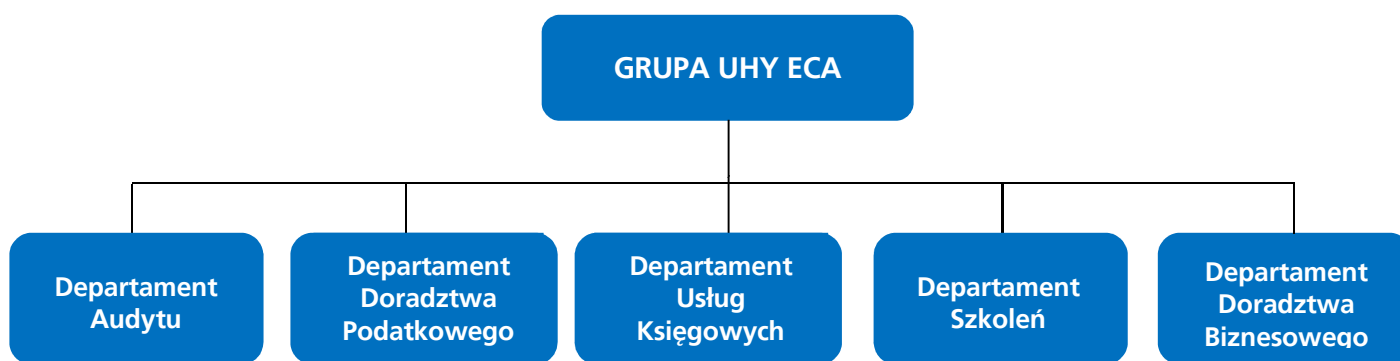 GRUPA UHY ECA
Departament
Audytu
Departament
Doradztwa
Podatkowego
Departament
Usług
Księgowych
Departament
Szkoleń
Departament
Doradztwa
Biznesowego